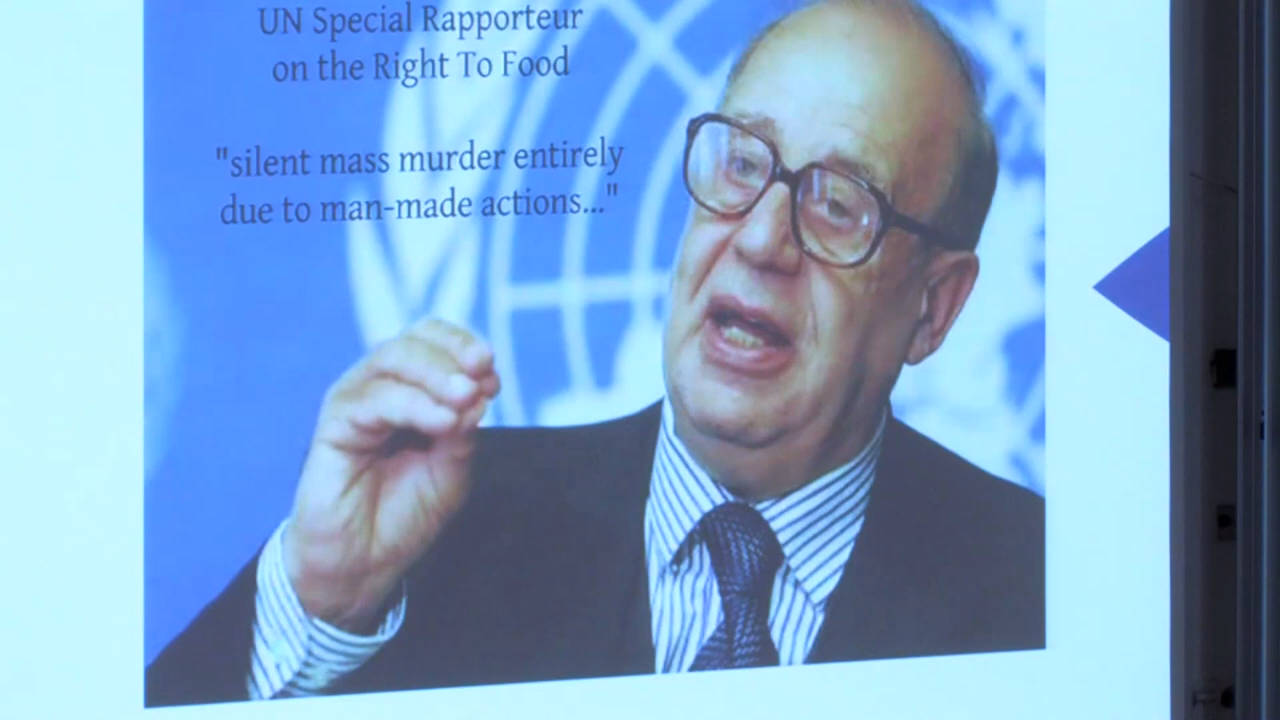 UN Special Rapporteur
on the Right To Food
"silent mass murder entirely
due to man-made actions..."